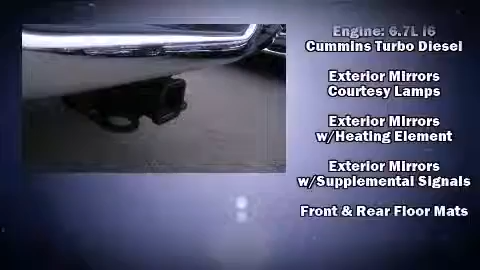 Engine: 6.7L I6
Cummins Turbo Diesel
Exterior Mirrors
Courtesy Lamps
Exterior Mirrors
w/Heating Element
Exterior Mirrors
w/Supplemental Signals
Front & Rear Floor Mats